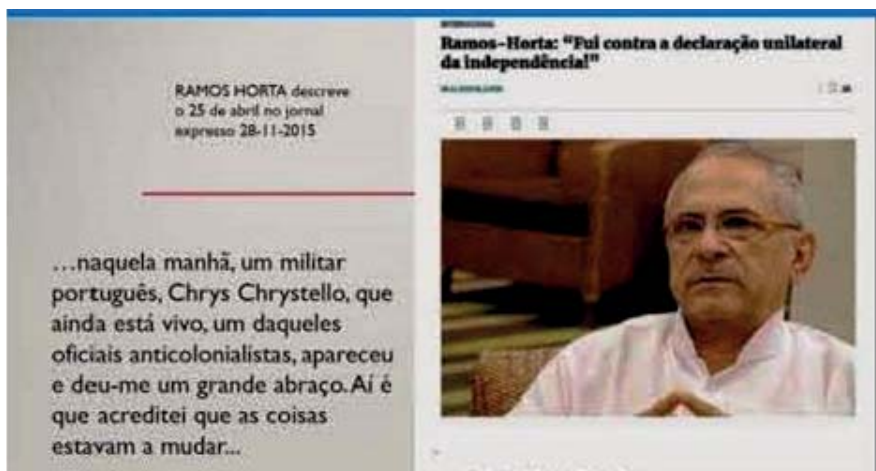 RAMOS HORTA descreve
o 25 de abril no jornal
expresso 28-11-2015
…naquela manhã, um militar
português, Chrys Chrystello, que
ainda está vivo, um daqueles
oficiais anticolonialistas, apareceu
e deu-me um grande abraço. Aí é
que acreditei que as coisas
estavam a mudar...
INTERNACIONAL
Ramos-Horta: “Fui contra a declaração unilateral
da independência!”